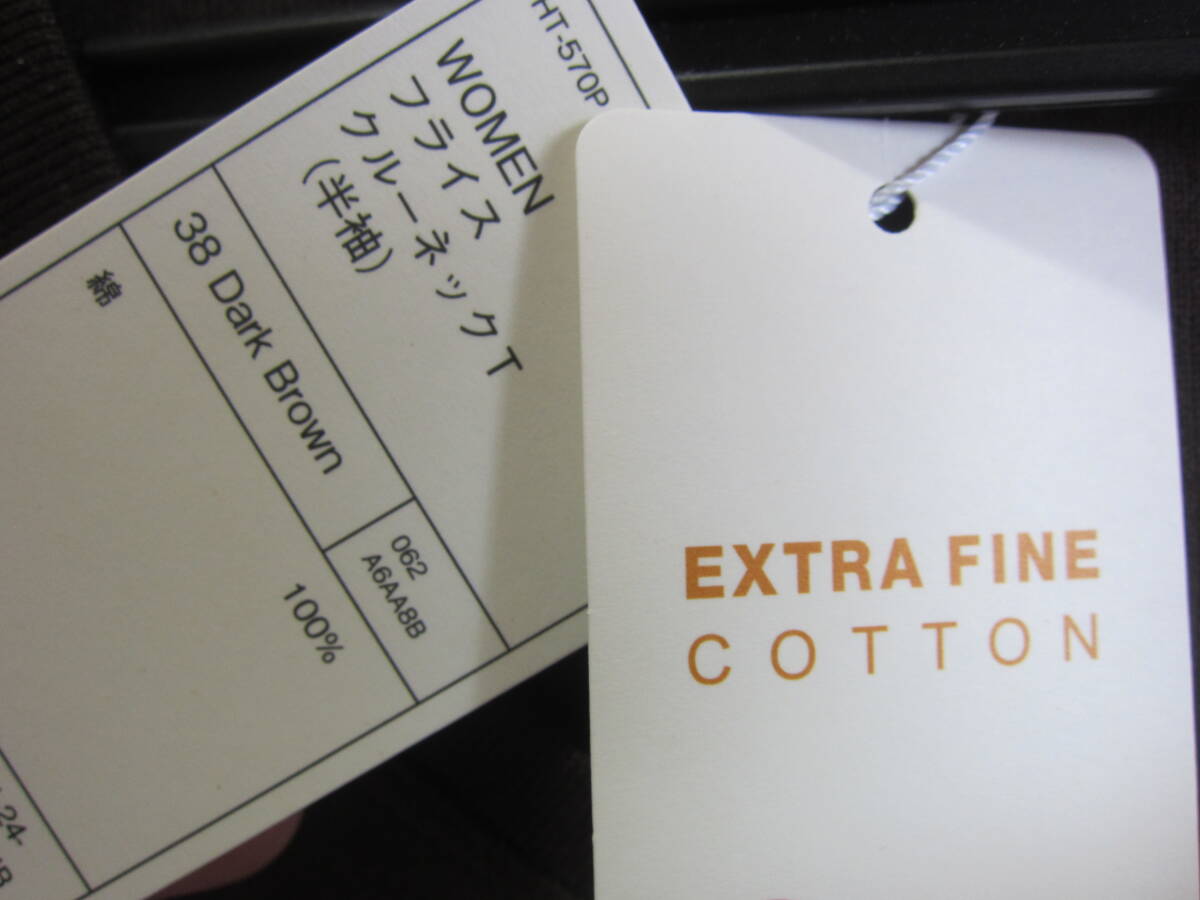 HT-570P
WOMEN
フライス
クルーネックT
(半袖)
38 Dark Brown
062
A6AA8B
綿 100%
24-
EXTRA FINE
COTTON